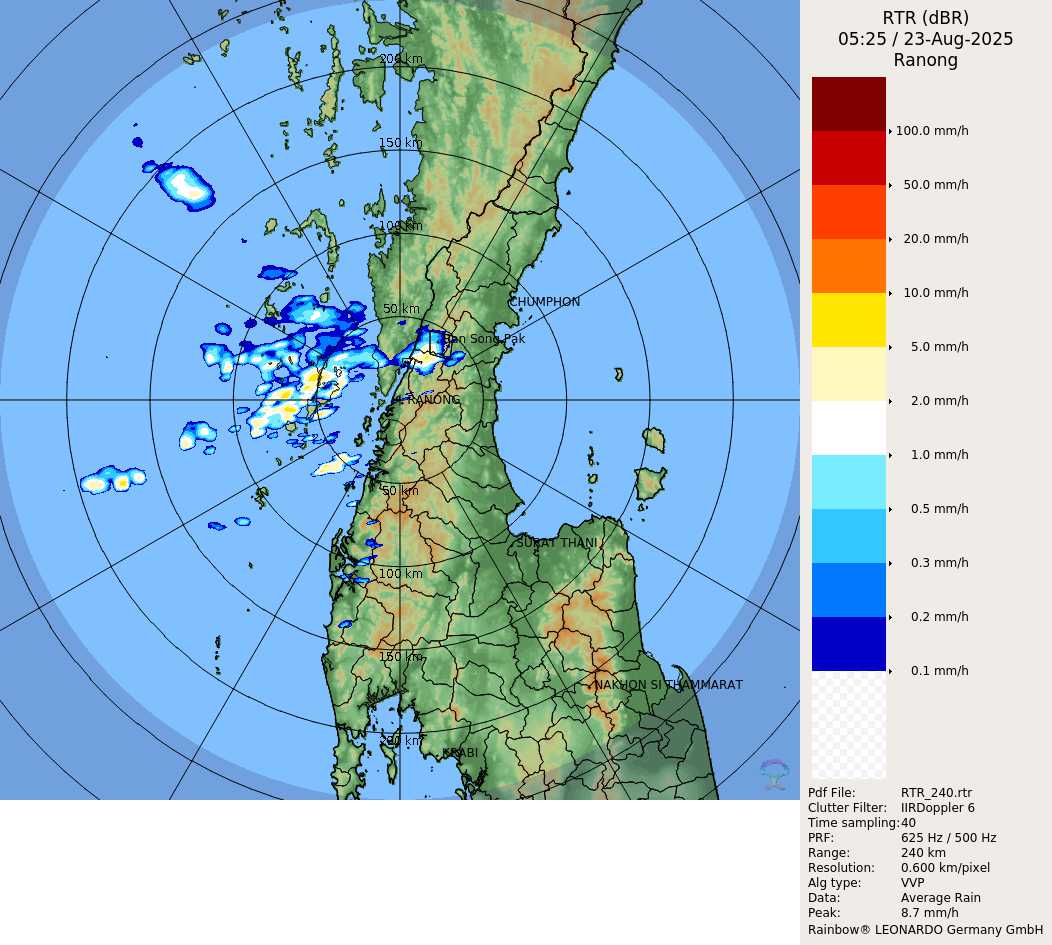 RTR (dBR)
05:25 / 23-Aug-2025
Ranong
200 km
150 km
100 km
50 km
CHUMPHON
Ban Song Pak
RANONG
50 km
SURAT THANI
100 km
150 km
NAKHON SI THAMMARAT
200 km
KRABI
100.0 mm/h
50.0 mm/h
20.0 mm/h
10.0 mm/h
5.0 mm/h
2.0 mm/h
1.0 mm/h
0.5 mm/h
0.3 mm/h
0.2 mm/h
0.1 mm/h
Pdf File: RTR_240.rtr
Clutter Filter: IIRDoppler 6
Time sampling: 40
PRF: 625 Hz / 500 Hz
Range: 240 km
Resolution: 0.600 km/pixel
Alg type: VVP
Data: Average Rain
Peak: 8.7 mm/h
Rainbow® LEONARDO Germany GmbH